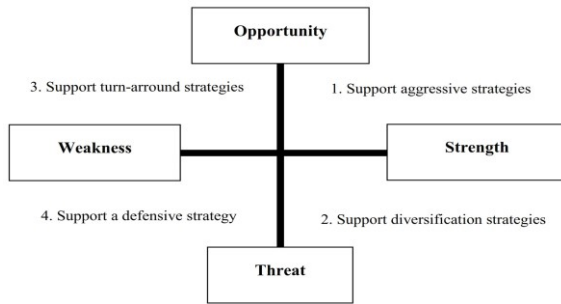 Opportunity
3. Support turn-arround strategies
1. Support aggressive strategies
Weakness
Strength
4. Support a defensive strategy
2. Support diversification strategies
Threat